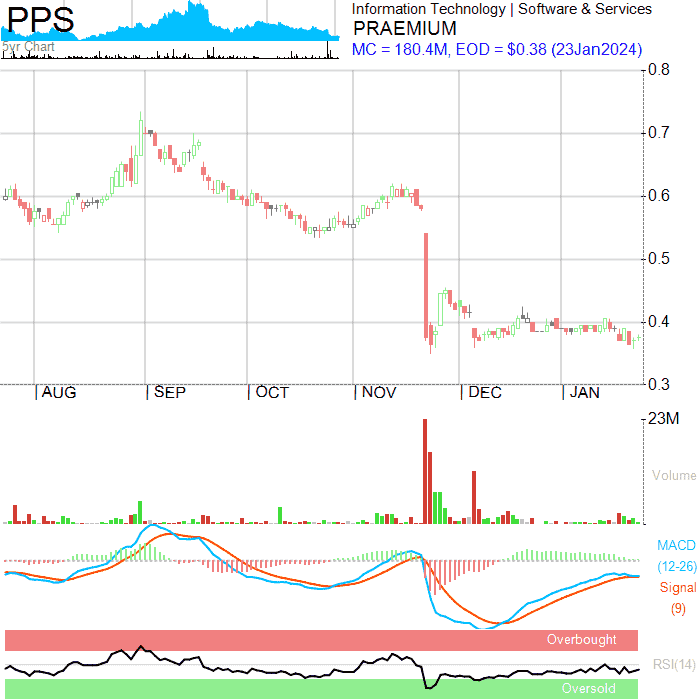 PPS
5yr Chart
Information Technology | Software & Services
PRAEMIUM
MC = 180.4M, EOD = $0.38 (23Jan2024)
0.8
0.7
0.6
0.5
0.4
0.3
| AUG | SEP | OCT | NOV | DEC | JAN
23M
Volume
MACD
(12-26)
Signal
(9)
Overbought
RSI(14)
Oversold